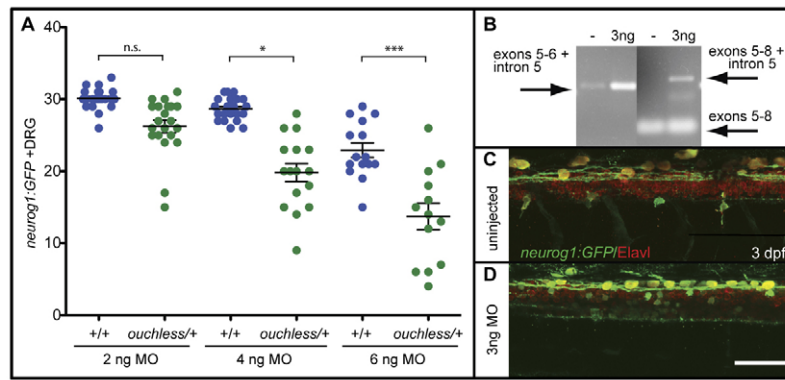 A
40
30
20
10
0
neurog1:GFP +DRG
n.s.
*
***
+/+
ouchless/+
+/+
ouchless/+
+/+
ouchless/+
2 ng MO
4 ng MO
6 ng MO
B
- 3ng - 3ng
exons 5-6 +
intron 5
exons 5-8 +
intron 5
exons 5-8
C
uninjected
neurog1:GFP/Elavl
3 dpf
D
3ng MO